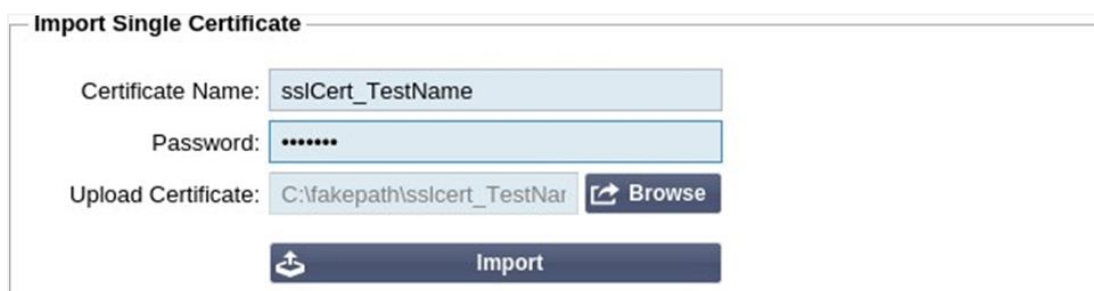 Import Single Certificate
Certificate Name: sslCert_TestName
Password: •••••••
Upload Certificate: C:\fakepath\sslcert_TestNar Browse
Import